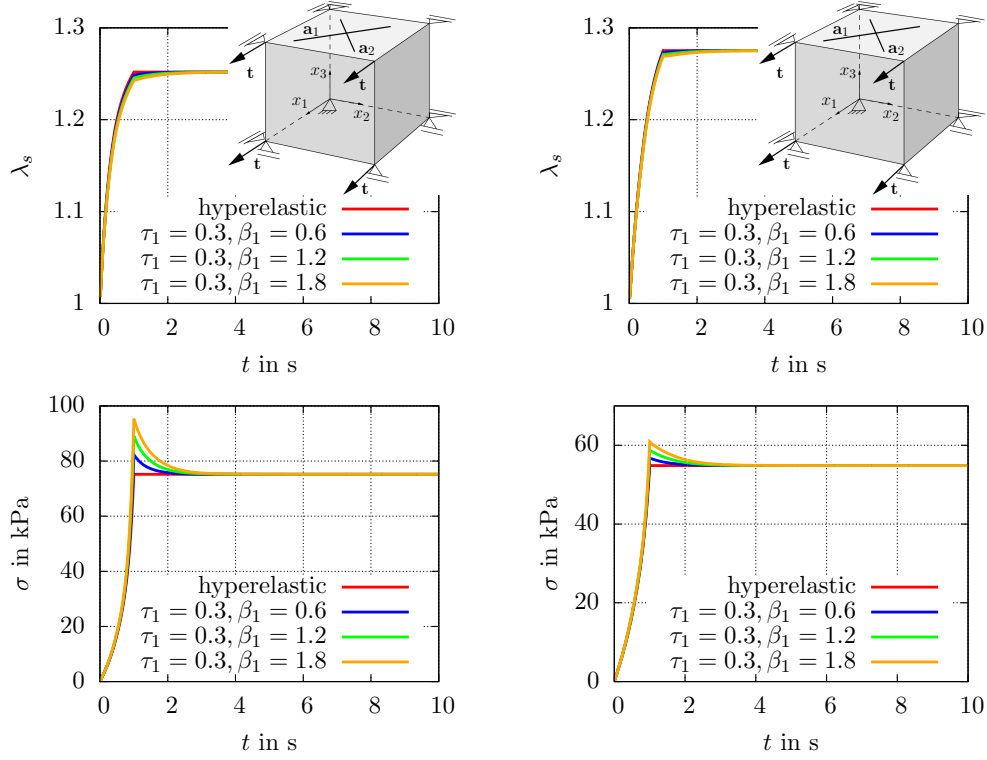 1.3
1.2
1.1
1
λs
0 2 4 6 8 10
t in s
a1
a2
t
t
x3
x1
x2
t
t
hyperelastic
τ1 = 0.3, β1 = 0.6
τ1 = 0.3, β1 = 1.2
τ1 = 0.3, β1 = 1.8
1.3
1.2
1.1
1
λs
0 2 4 6 8 10
t in s
a1
a2
t
t
x3
x1
x2
t
t
hyperelastic
τ1 = 0.3, β1 = 0.6
τ1 = 0.3, β1 = 1.2
τ1 = 0.3, β1 = 1.8
100
80
60
40
20
0
σ in kPa
0 2 4 6 8 10
t in s
hyperelastic
τ1 = 0.3, β1 = 0.6
τ1 = 0.3, β1 = 1.2
τ1 = 0.3, β1 = 1.8
60
40
20
0
σ in kPa
0 2 4 6 8 10
t in s
hyperelastic
τ1 = 0.3, β1 = 0.6
τ1 = 0.3, β1 = 1.2
τ1 = 0.3, β1 = 1.8